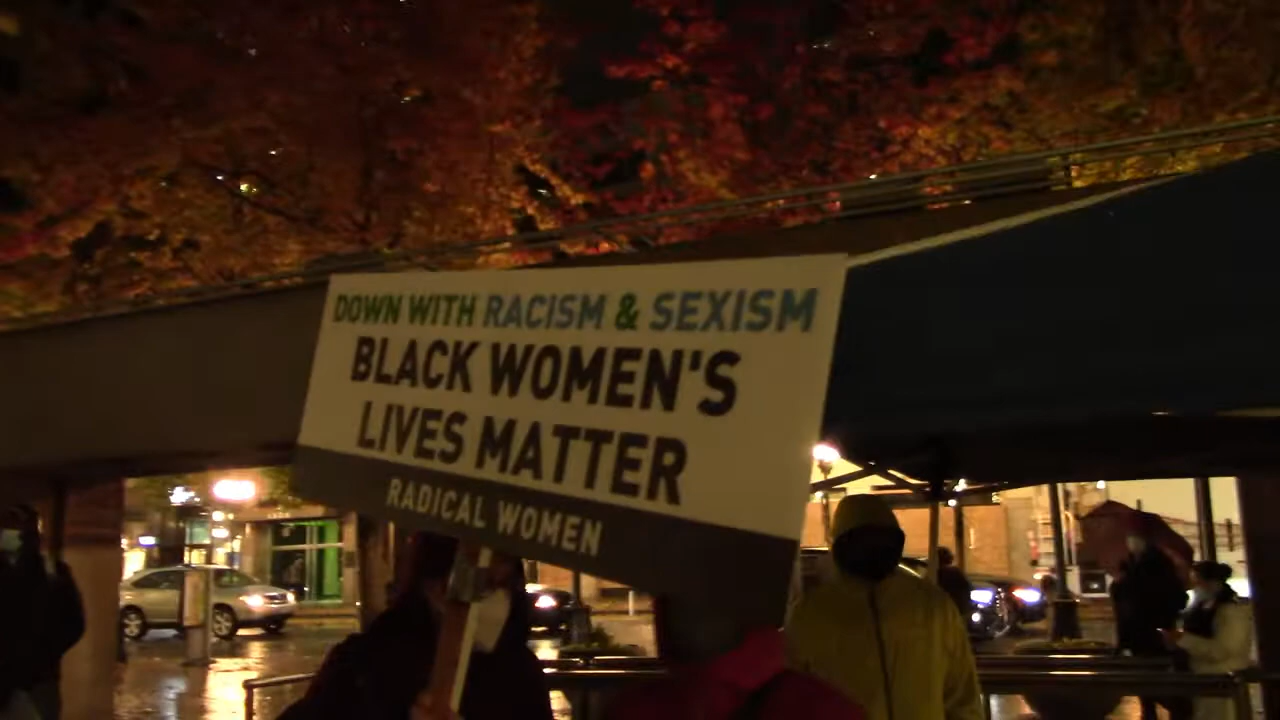 DOWN WITH RACISM & SEXISM
BLACK WOMEN'S
LIVES MATTER
RADICAL WOMEN